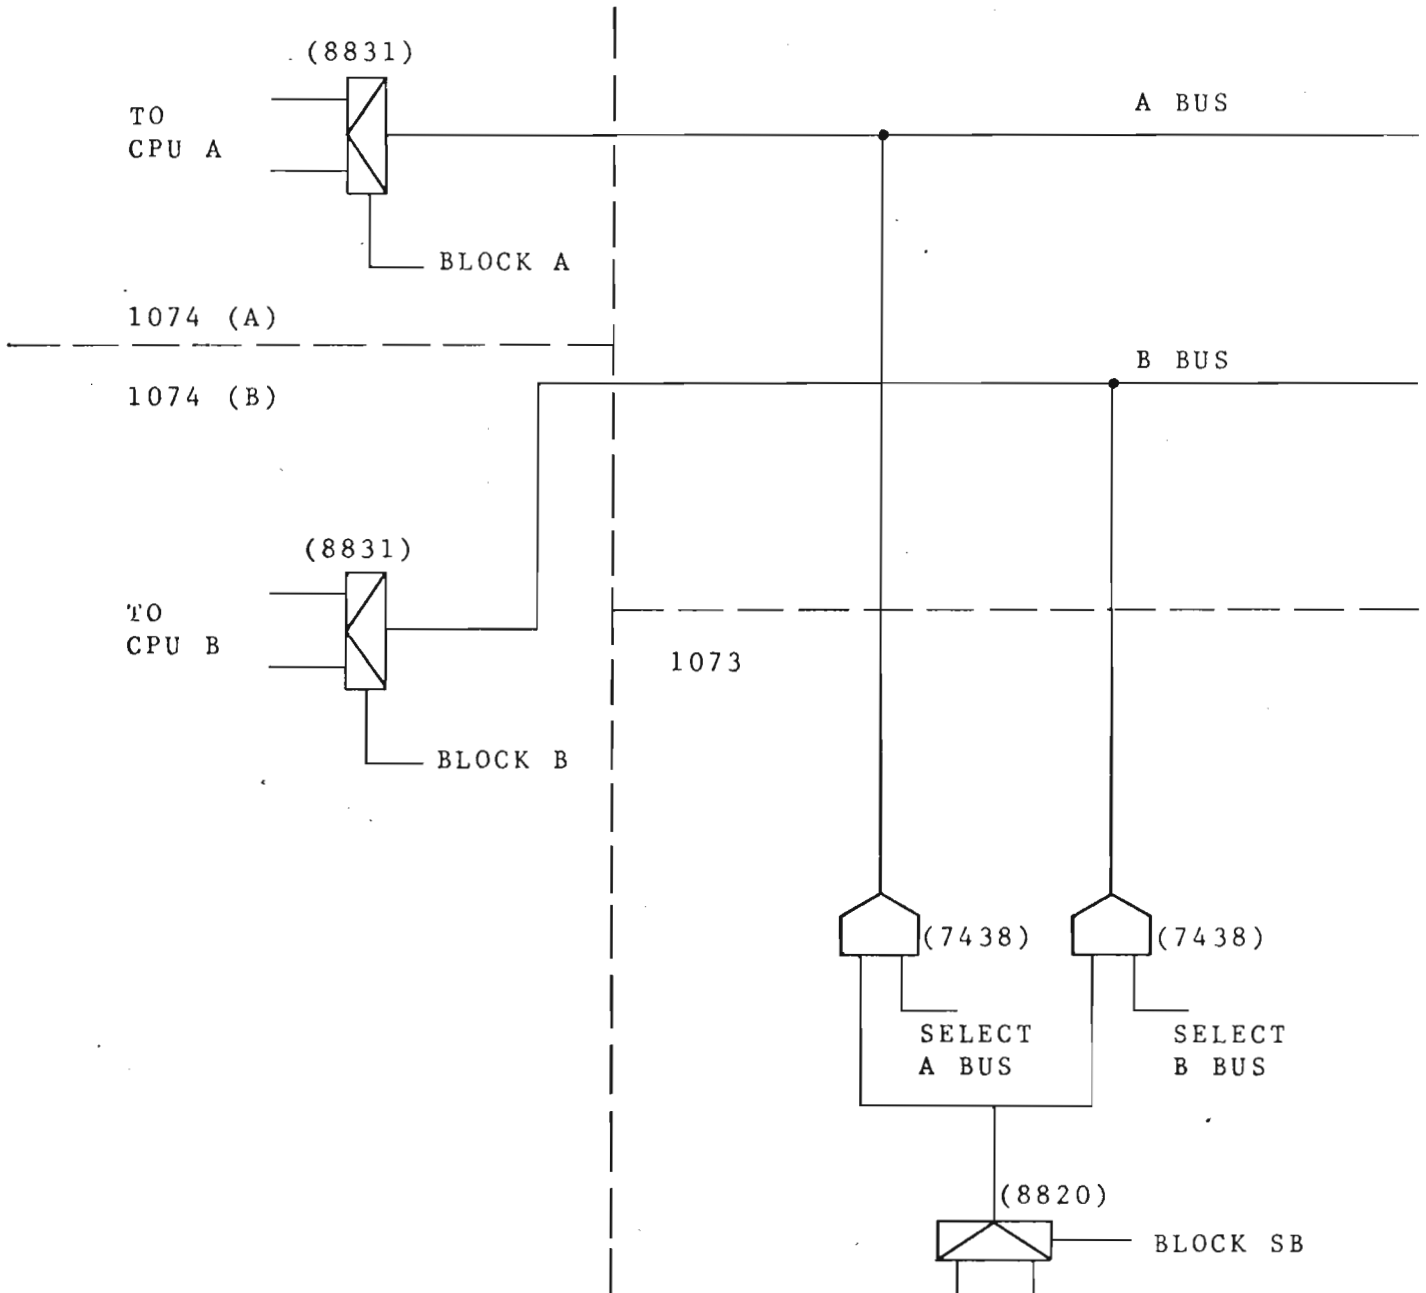 (8831)
A BUS
TO
CPU A
BLOCK A
1074 (A)
B BUS
1074 (B)
(8831)
TO
CPU B
1073
BLOCK B
(7438)
(7438)
SELECT
A BUS
SELECT
B BUS
(8820)
BLOCK SB